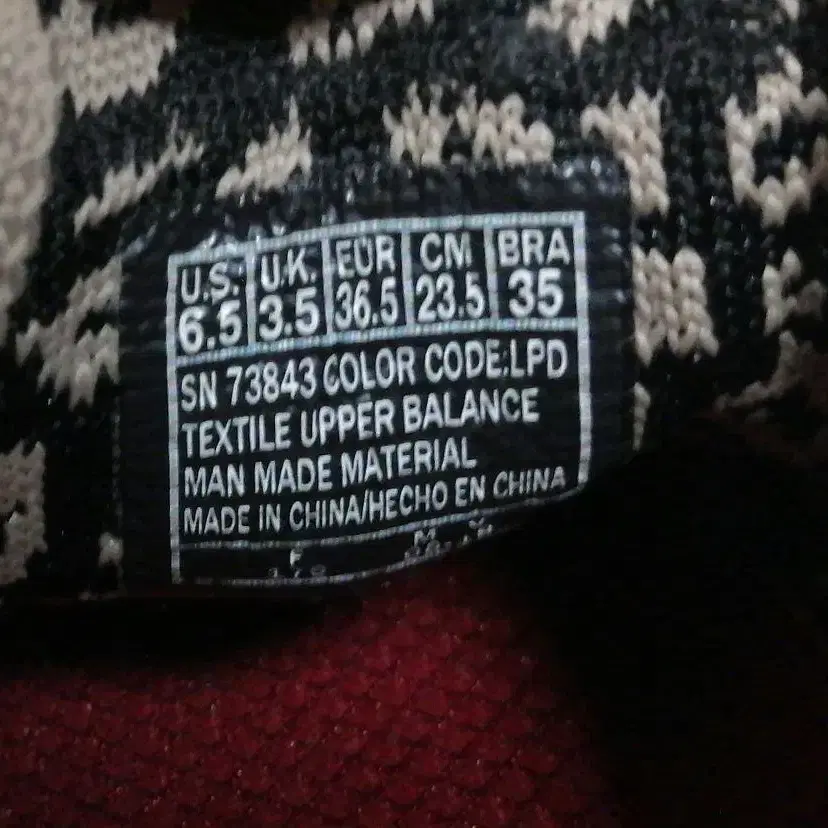 U.S. U.K. EUR CM BRA
6.5 3.5 36.5 23.5 35
SN 73843 COLOR CODE:LPD
TEXTILE UPPER BALANCE
MAN MADE MATERIAL
MADE IN CHINA/HECHO EN CHINA